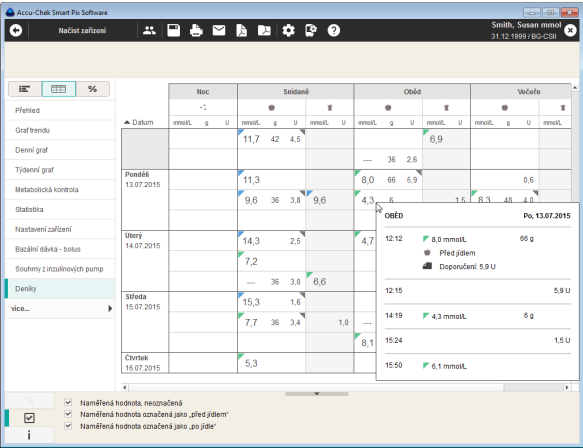 Accu-Chek Smart Pix Software
Načíst zařízení
Smith, Susan mmol
31.12.1999 / BG-CSII
%
Přehled
Graf trendu
Denní graf
Týdenní graf
Metabolická kontrola
Statistika
Nastavení zařízení
Bazální dávka - bolus
Souhrny z inzulínových pump
Deníky
více...
Noc Snídaně Oběd Večeře
Datum mmol/L g U mmol/L g U mmol/L U mmol/L g U mmol/L U mmol/L g U mmol/L U
11,7 42 4,5 6,9
--- 36 2,6
Pondělí
13.07.2015
11,3 8,0 66 5,9 0,6
9,6 36 3,8 9,6 4,3 6 1,5 8,3 48 4,0
Úterý
14.07.2015
14,3 2,5 4,7
7,2
--- 36 3,0 6,6
Středa
15.07.2015
15,3 1,6
7,7 36 3,4 1,0 ---
8,1
Čtvrtek
16.07.2015
5,3
OBĚD Po, 13.07.2015
12:12 8,0 mmol/L 66 g
Před jídlem
Doporučení: 5,9 U
12:15 5,9 U
14:19 4,3 mmol/L 6 g
15:24 1,5 U
15:50 6,1 mmol/L
%
Naměřená hodnota, neoznačená
Naměřená hodnota označená jako „před jídlem“
Naměřená hodnota označená jako „po jídle“
i